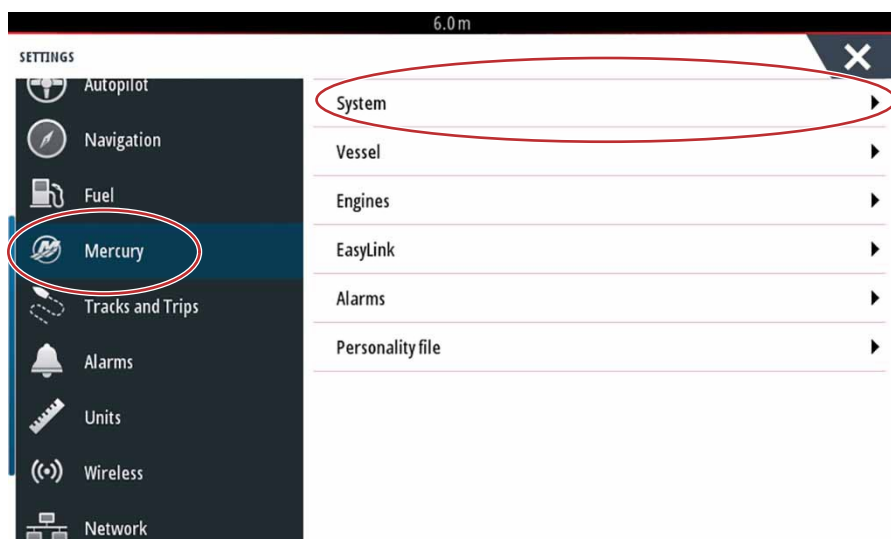 6.0 m
SETTINGS
Autopilot
Navigation
Fuel
Mercury
Tracks and Trips
Alarms
Units
Wireless
Network
System
Vessel
Engines
EasyLink
Alarms
Personality file